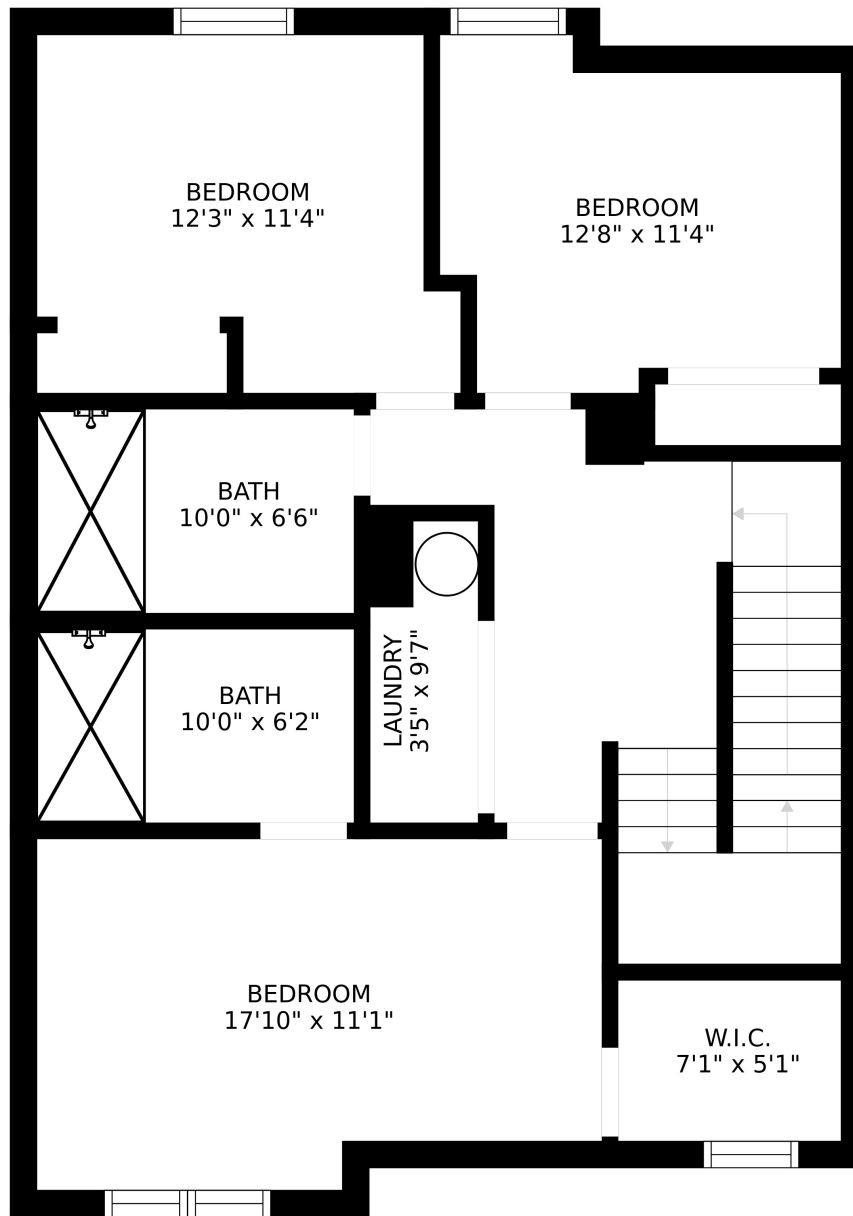 BEDROOM
12'3" x 11'4"
BEDROOM
12'8" x 11'4"
BATH
10'0" x 6'6"
BATH
10'0" x 6'2"
LAUNDRY
3'5" x 9'7"
BEDROOM
17'10" x 11'1"
W.I.C.
7'1" x 5'1"